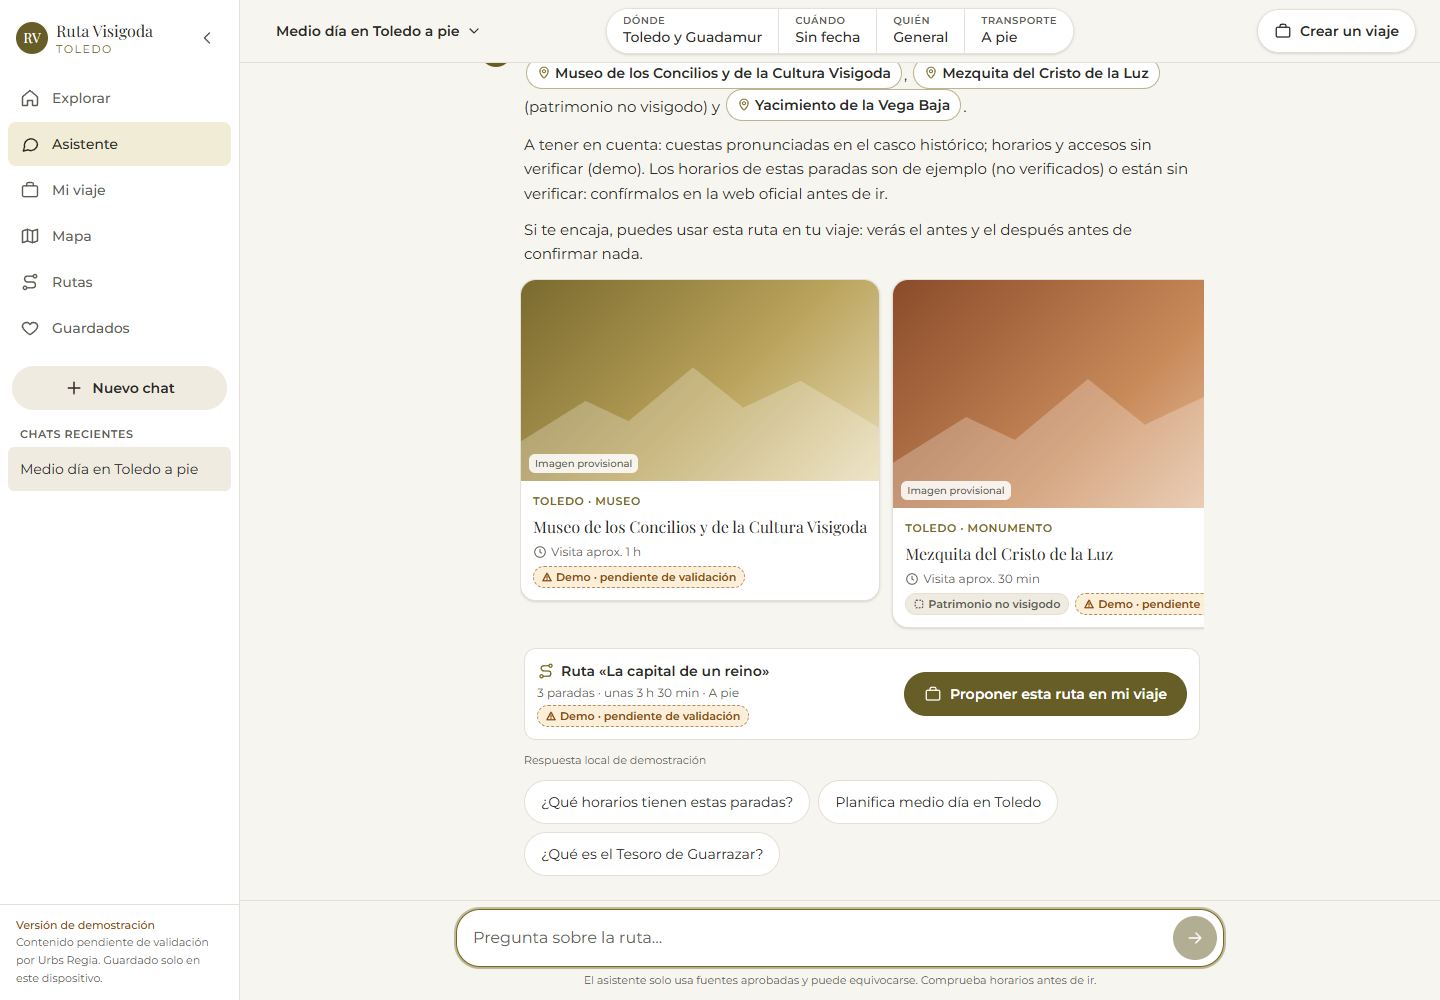 RV
Ruta Visigoda
TOLEDO
Explorar
Asistente
Mi viaje
Mapa
Rutas
Guardados
Nuevo chat
CHATS RECIENTES
Medio día en Toledo a pie
Versión de demostración
Contenido pendiente de validación
por Urbs Regia. Guardado solo en
este dispositivo.
Medio día en Toledo a pie
DÓNDE
Toledo y Guadamur
CUÁNDO
Sin fecha
QUIÉN
General
TRANSPORTE
A pie
Crear un viaje
Museo de los Concilios y de la Cultura Visigoda , Mezquita del Cristo de la Luz
(patrimonio no visigodo) y Yacimiento de la Vega Baja .
A tener en cuenta: cuestas pronunciadas en el casco histórico; horarios y accesos sin
verificar (demo). Los horarios de estas paradas son de ejemplo (no verificados) o están sin
verificar: confírmalos en la web oficial antes de ir.
Si te encaja, puedes usar esta ruta en tu viaje: verás el antes y el después antes de
confirmar nada.
Imagen provisional
TOLEDO · MUSEO
Museo de los Concilios y de la Cultura Visigoda
Visita aprox. 1 h
Demo · pendiente de validación
Imagen provisional
TOLEDO · MONUMENTO
Mezquita del Cristo de la Luz
Visita aprox. 30 min
Patrimonio no visigodo
Demo · pendiente
Ruta «La capital de un reino»
3 paradas · unas 3 h 30 min · A pie
Demo · pendiente de validación
Proponer esta ruta en mi viaje
Respuesta local de demostración
¿Qué horarios tienen estas paradas?
Planifica medio día en Toledo
¿Qué es el Tesoro de Guarrazar?
Pregunta sobre la ruta...
El asistente solo usa fuentes aprobadas y puede equivocarse. Comprueba horarios antes de ir.